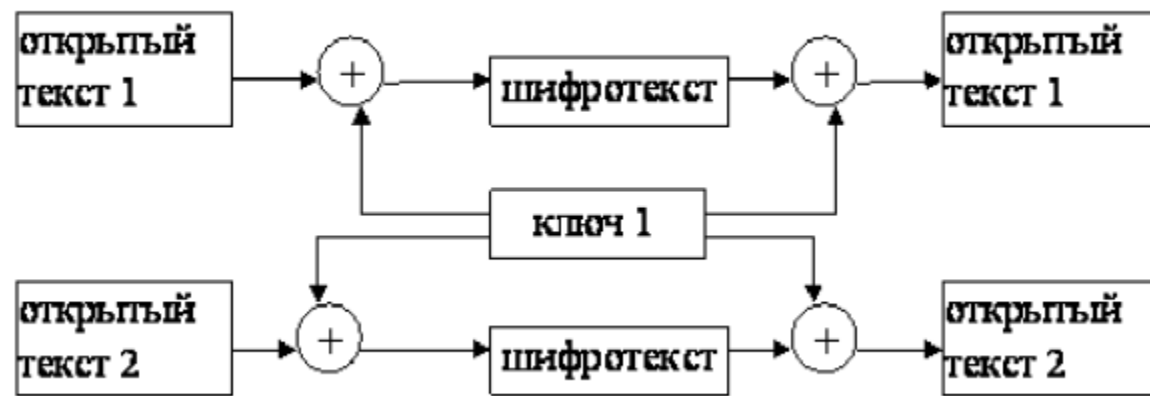 открытый
текст 1
+
шифротекст
+
открытый
текст 1
ключ 1
открытый
текст 2
+
шифротекст
+
открытый
текст 2